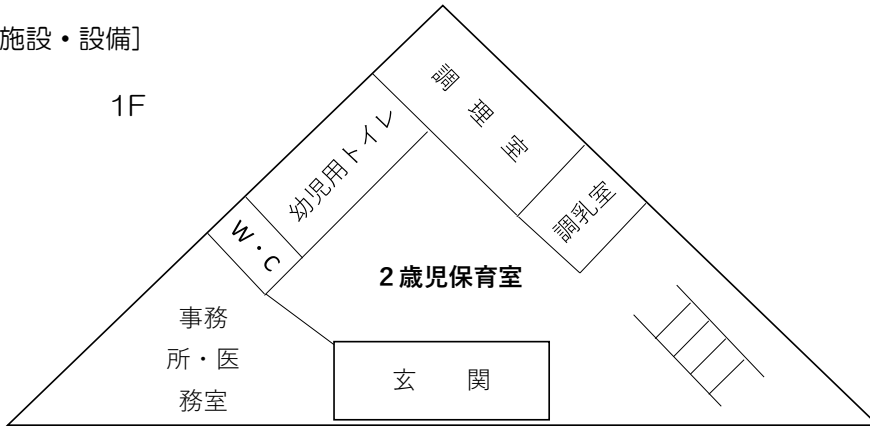 施設・設備]
1F
調理室
幼児用トイレ
調乳室
W・C
2歳児保育室
事務
所・医
務室
玄 関